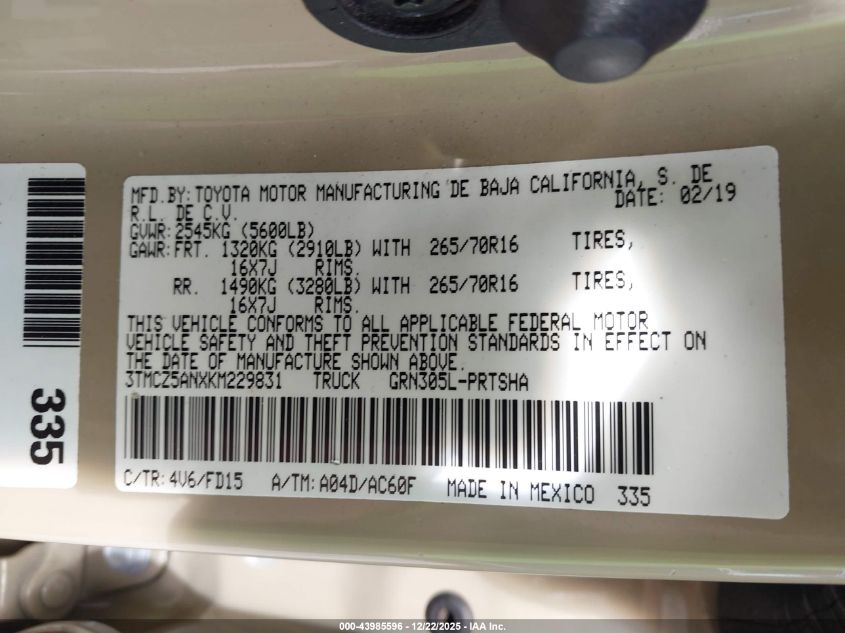 MFD.BY:TOYOTA MOTOR MANUFACTURING DE BAJA CALIFORNIA, S. DE
R.L. DE C.V. DATE: 02/19
GVWR:2545KG (5600LB)
GAWR:FRT. 1320KG (2910LB) WITH 265/70R16 TIRES,
16X7J RIMS.
RR. 1490KG (3280LB) WITH 265/70R16 TIRES,
16X7J RIMS.
THIS VEHICLE CONFORMS TO ALL APPLICABLE FEDERAL MOTOR
VEHICLE SAFETY AND THEFT PREVENTION STANDARDS IN EFFECT ON
THE DATE OF MANUFACTURE SHOWN ABOVE.
3TMCZ5ANXKM229831 TRUCK GRN305L-PRTSHA
C/TR:4V6/FD15 A/TM:A04D/AC60F MADE IN MEXICO 335
335
000-43985596 • 12/22/2025 - IAA Inc.